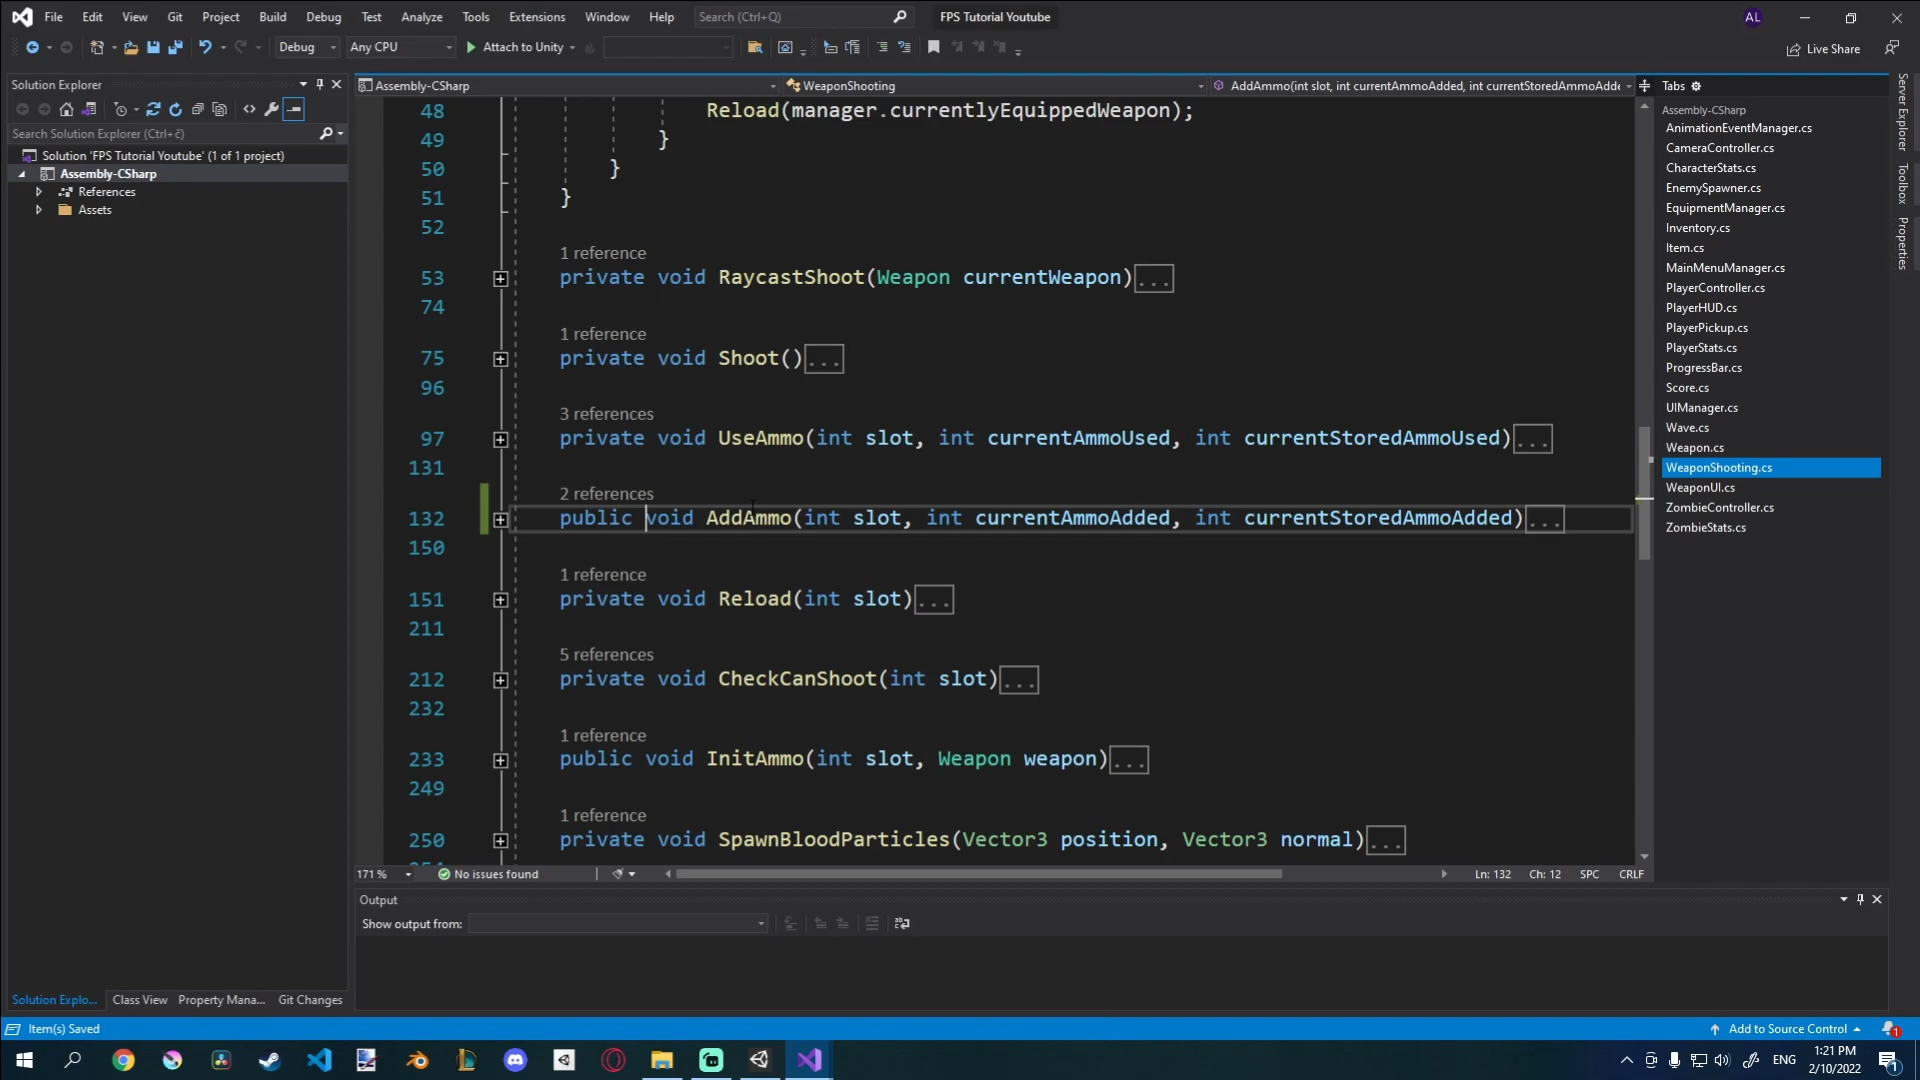 File Edit View Git Project Build Debug Test Analyze Tools Extensions Window Help Search (Ctrl+Q) FPS Tutorial Youtube AL
Debug Any CPU Attach to Unity Live Share
Solution Explorer
Search Solution Explorer (Ctrl+č)
Solution 'FPS Tutorial Youtube' (1 of 1 project)
Assembly-CSharp
References
Assets
Assembly-CSharp WeaponShooting AddAmmo(int slot, int currentAmmoAdded, int currentStoredAmmoAdde
48 Reload(manager.currentlyEquippedWeapon);
49 }
50 }
51 }
52
1 reference
53 private void RaycastShoot(Weapon currentWeapon)...
74
1 reference
75 private void Shoot()...
96
3 references
97 private void UseAmmo(int slot, int currentAmmoUsed, int currentStoredAmmoUsed)...
131
2 references
132 public void AddAmmo(int slot, int currentAmmoAdded, int currentStoredAmmoAdded)...
150
1 reference
151 private void Reload(int slot)...
211
5 references
212 private void CheckCanShoot(int slot)...
232
1 reference
233 public void InitAmmo(int slot, Weapon weapon)...
249
1 reference
250 private void SpawnBloodParticles(Vector3 position, Vector3 normal)...
171 % No issues found Ln: 132 Ch: 12 SPC CRLF
Tabs
Assembly-CSharp
AnimationEventManager.cs
CameraController.cs
CharacterStats.cs
EnemySpawner.cs
EquipmentManager.cs
Inventory.cs
Item.cs
MainMenuManager.cs
PlayerController.cs
PlayerHUD.cs
PlayerPickup.cs
PlayerStats.cs
ProgressBar.cs
Score.cs
UIManager.cs
Wave.cs
Weapon.cs
WeaponShooting.cs
WeaponUI.cs
ZombieController.cs
ZombieStats.cs
Server Explorer
Toolbox
Properties
Output
Show output from:
Solution Explo... Class View Property Mana... Git Changes
Item(s) Saved Add to Source Control 1
ENG 1:21 PM
2/10/2022 1